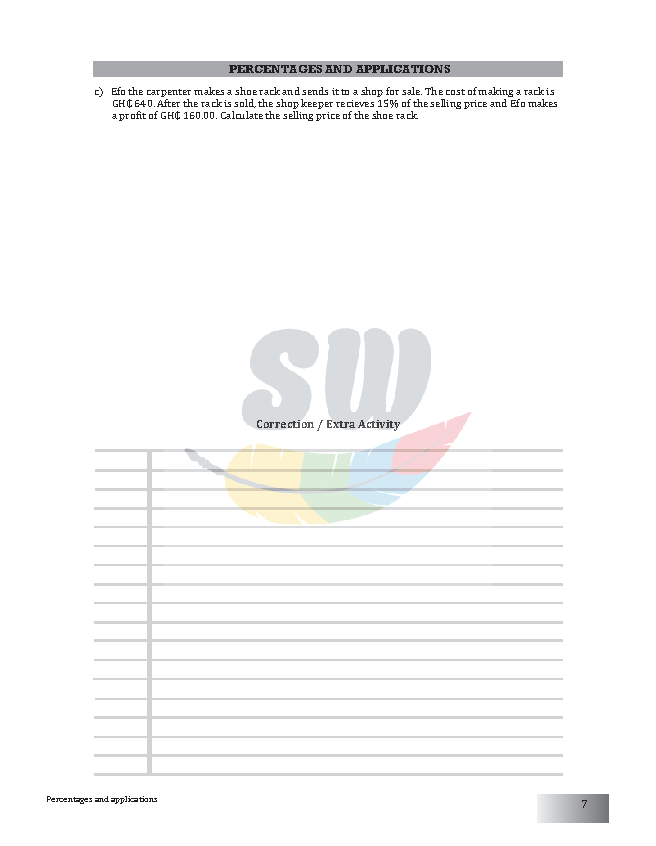 PERCENTAGES AND APPLICATIONS
c) Efo the carpenter makes a shoe rack and sends it to a shop for sale. The cost of making a rack is
GH₵ 640. After the rack is sold, the shop keeper recieves 15% of the selling price and Efo makes
a profit of GH₵ 160.00. Calculate the selling price of the shoe rack.
SW
Correction / Extra Activity
Percentages and applications
7